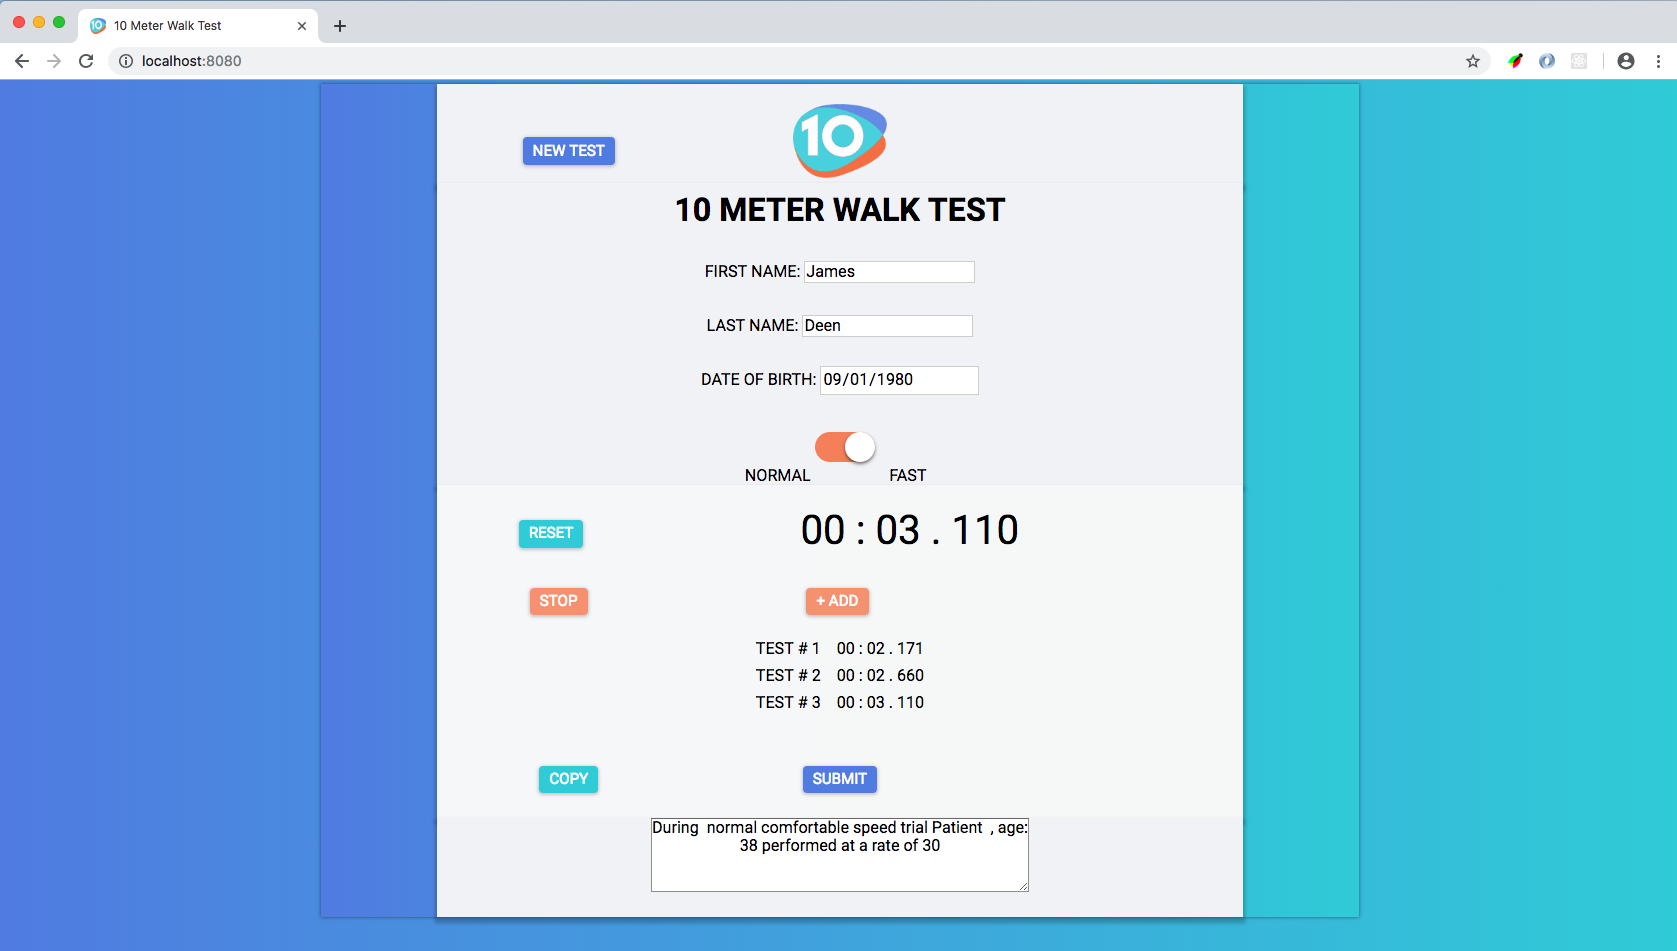 10 10 Meter Walk Test
localhost:8080
10
NEW TEST
10 METER WALK TEST
FIRST NAME: James
LAST NAME: Deen
DATE OF BIRTH: 09/01/1980
NORMAL FAST
RESET 00 : 03 . 110
STOP + ADD
TEST # 1 00 : 02 . 171
TEST # 2 00 : 02 . 660
TEST # 3 00 : 03 . 110
COPY SUBMIT
During normal comfortable speed trial Patient , age:
38 performed at a rate of 30